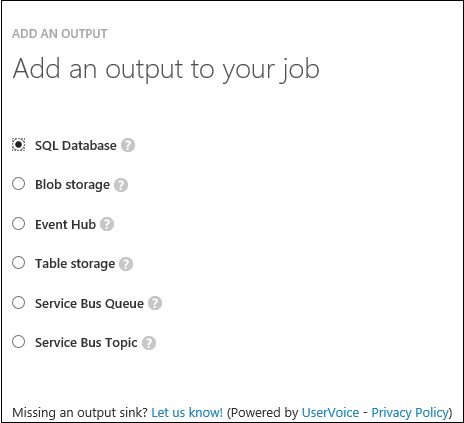 ADD AN OUTPUT
Add an output to your job
SQL Database ?
Blob storage ?
Event Hub ?
Table storage ?
Service Bus Queue ?
Service Bus Topic ?
Missing an output sink? Let us know! (Powered by UserVoice - Privacy Policy)